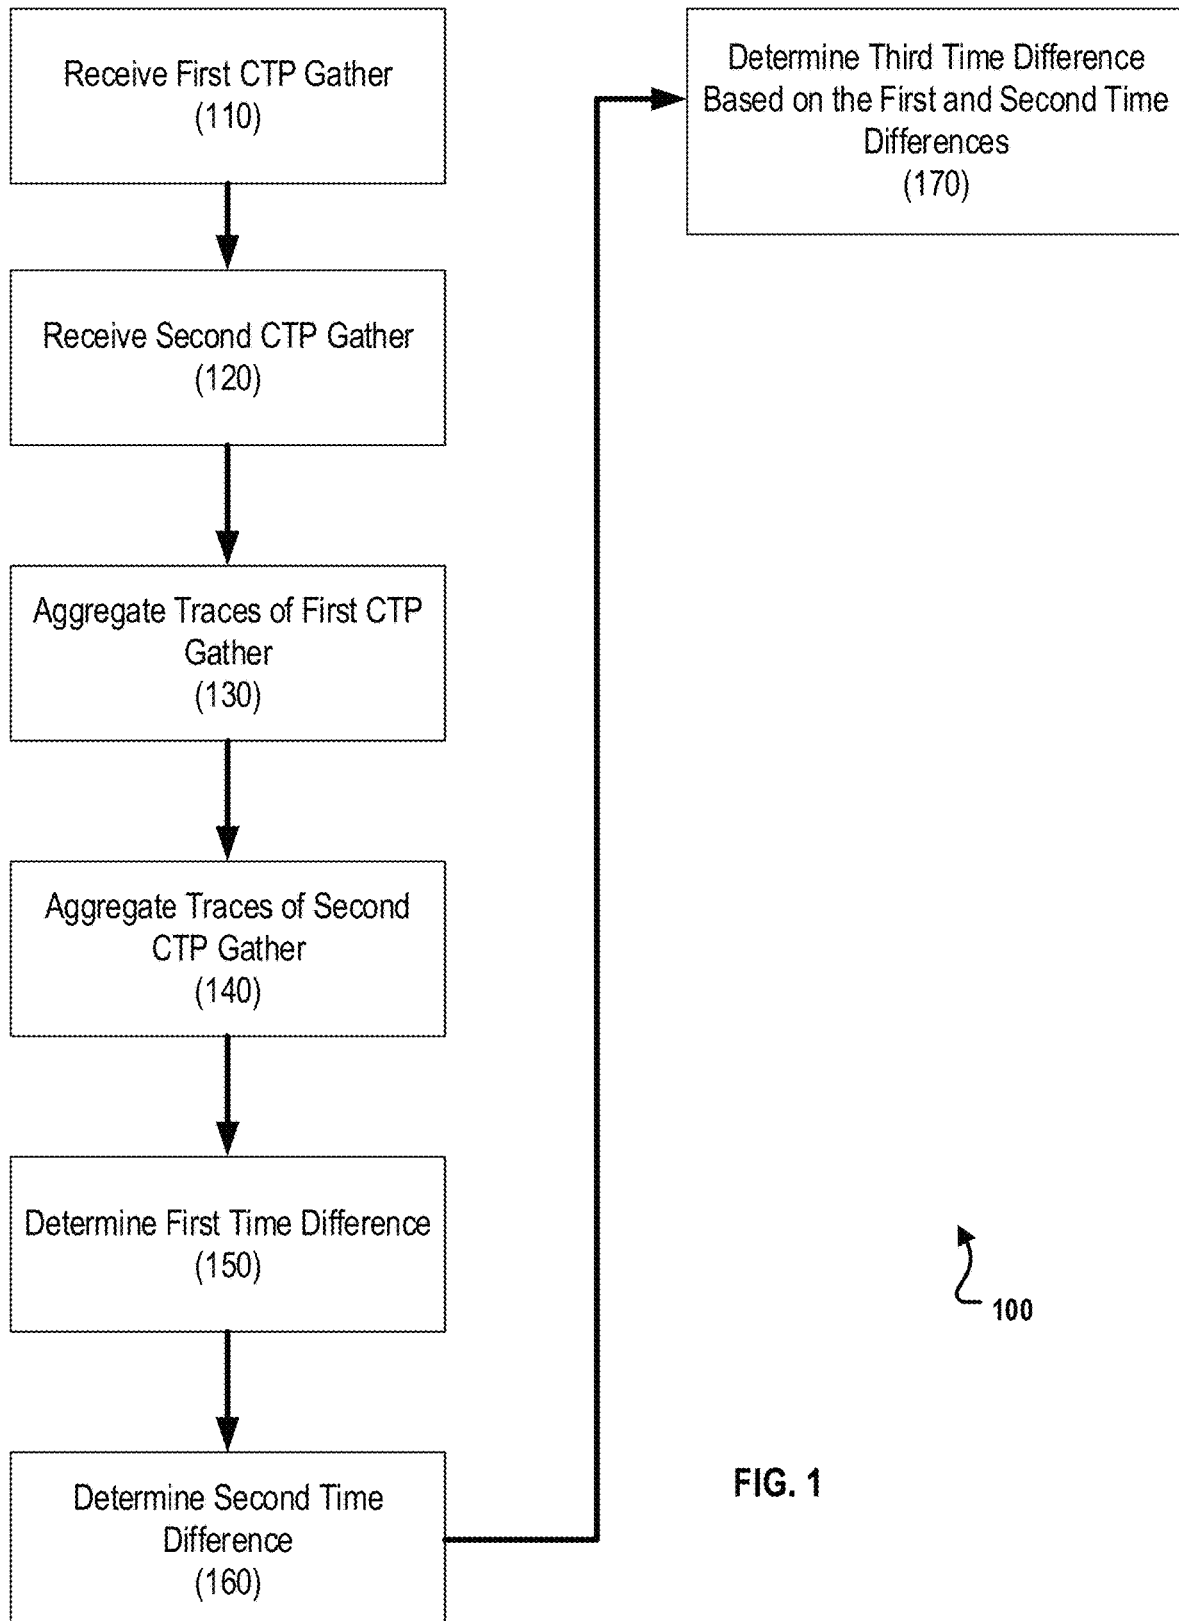 Receive First CTP Gather
(110)
Receive Second CTP Gather
(120)
Aggregate Traces of First CTP
Gather
(130)
Aggregate Traces of Second
CTP Gather
(140)
Determine First Time Difference
(150)
Determine Second Time
Difference
(160)
Determine Third Time Difference
Based on the First and Second Time
Differences
(170)
100
FIG. 1